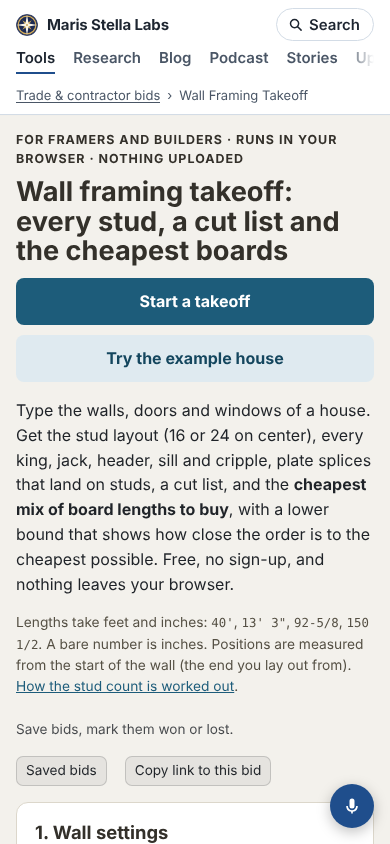 Maris Stella Labs
Search
Tools Research Blog Podcast Stories
Trade & contractor bids › Wall Framing Takeoff
FOR FRAMERS AND BUILDERS · RUNS IN YOUR
BROWSER · NOTHING UPLOADED
Wall framing takeoff:
every stud, a cut list and
the cheapest boards
Start a takeoff
Try the example house
Type the walls, doors and windows of a house.
Get the stud layout (16 or 24 on center), every
king, jack, header, sill and cripple, plate splices
that land on studs, a cut list, and the cheapest
mix of board lengths to buy, with a lower
bound that shows how close the order is to the
cheapest possible. Free, no sign-up, and
nothing leaves your browser.
Lengths take feet and inches: 40', 13' 3", 92-5/8, 150
1/2. A bare number is inches. Positions are measured
from the start of the wall (the end you lay out from).
How the stud count is worked out.
Save bids, mark them won or lost.
Saved bids
Copy link to this bid
1. Wall settings